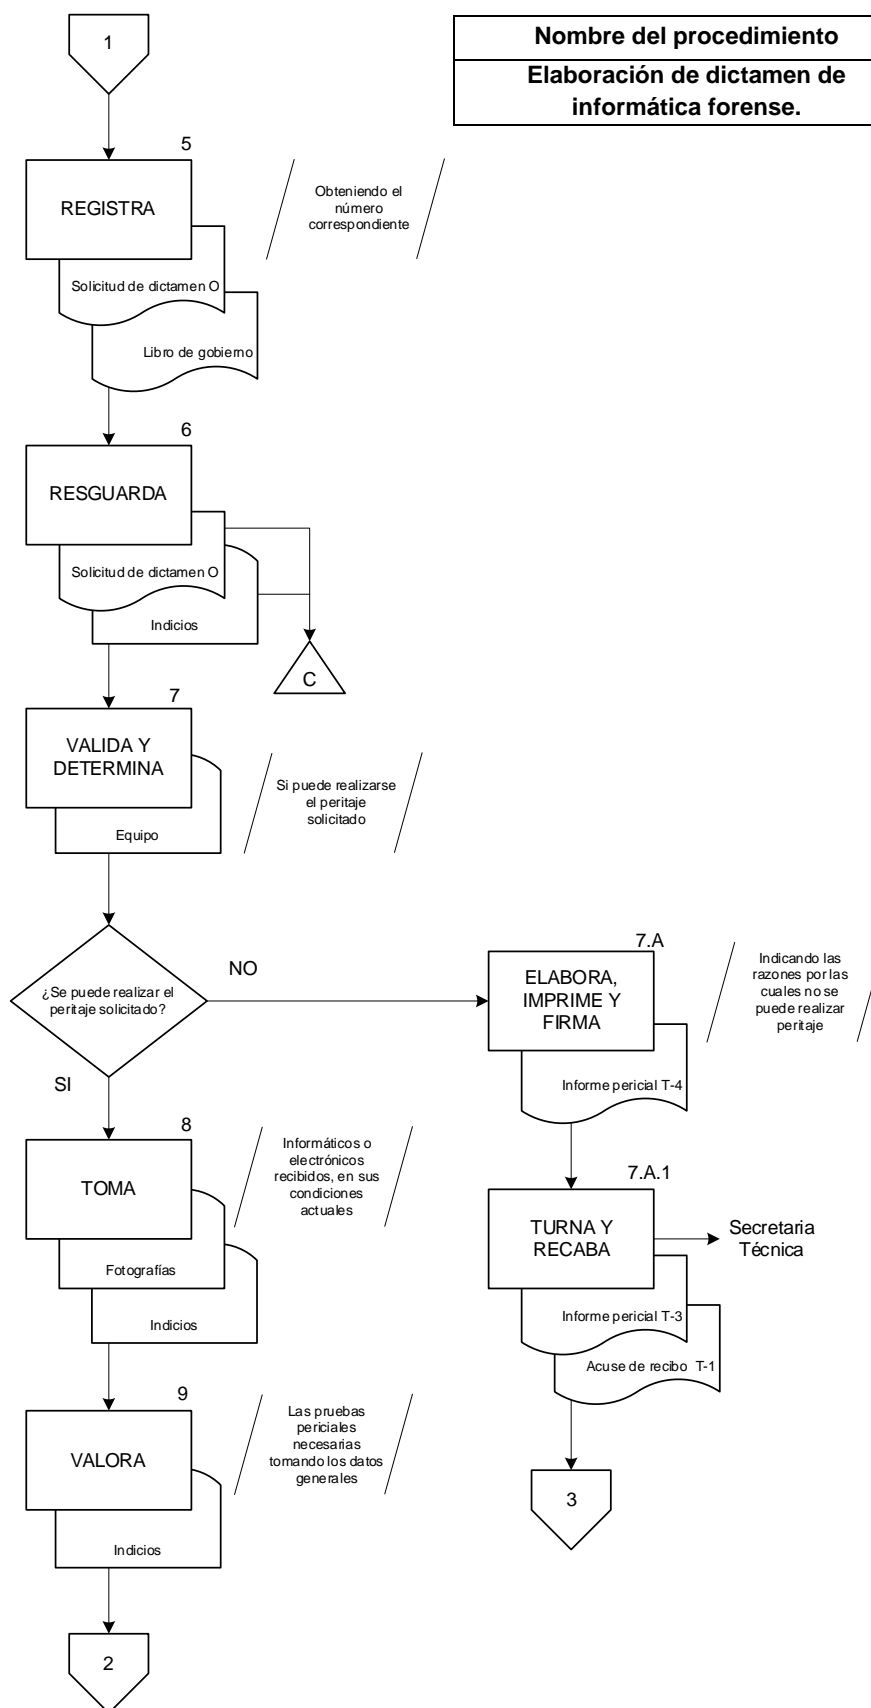 1
Nombre del procedimiento
Elaboración de dictamen de
informática forense.
5
REGISTRA
Obteniendo el
número
correspondiente
Solicitud de dictamen O
Libro de gobierno
6
RESGUARDA
Solicitud de dictamen O
Indicios
C
7
VALIDA Y
DETERMINA
Si puede realizarse
el peritaje
solicitado
Equipo
¿Se puede realizar el
peritaje solicitado?
NO
SI
7.A
ELABORA,
IMPRIME Y
FIRMA
Indicando las
razones por las
cuales no se
puede realizar
peritaje
Informe pericial T-4
8
TOMA
Informáticos o
electrónicos
recibidos, en sus
condiciones
actuales
Fotografías
Indicios
7.A.1
TURNA Y
RECABA
Secretaria
Técnica
Informe pericial T-3
Acuse de recibo T-1
9
VALORA
Las pruebas
periciales
necesarias
tomando los datos
generales
Indicios
3
2